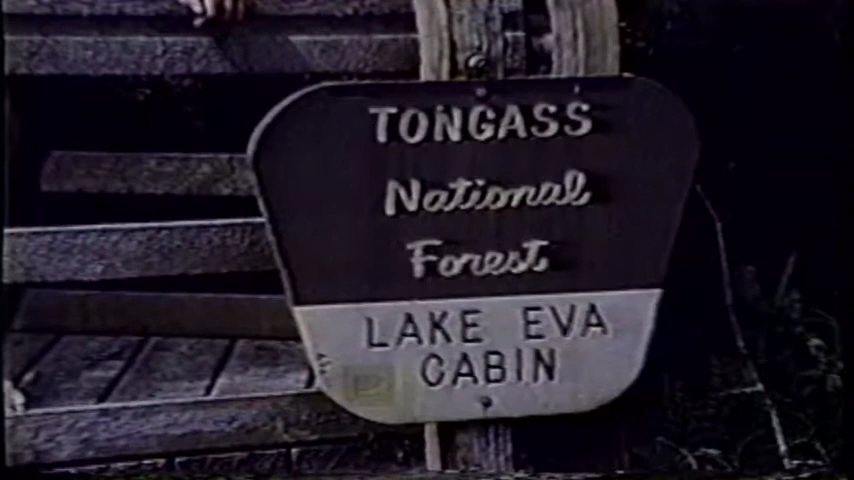 TONGASS
National
Forest
LAKE EVA
CABIN